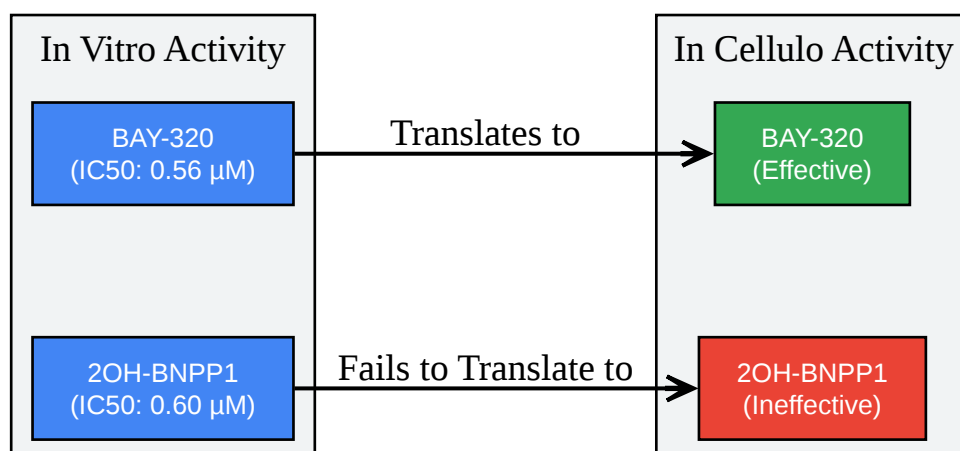 In Vitro Activity
In Cellulo Activity
BAY-320
(IC50: 0.56 µM)
Translates to
BAY-320
(Effective)
2OH-BNPP1
(IC50: 0.60 µM)
Fails to Translate to
2OH-BNPP1
(Ineffective)